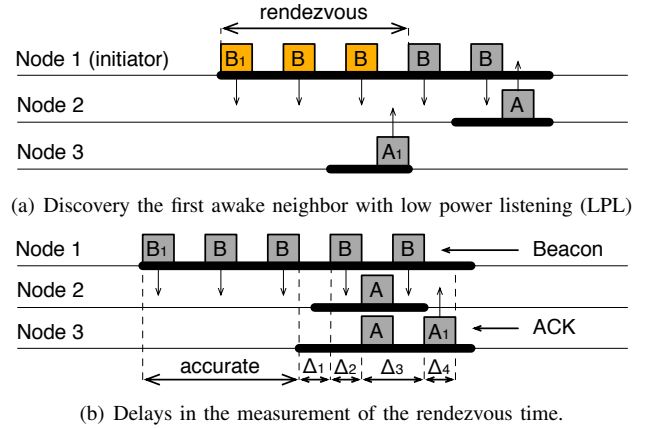 rendezvous
Node 1 (initiator) B1 B B B B
Node 2 A
Node 3 A1
(a) Discovery the first awake neighbor with low power listening (LPL)
Node 1 B1 B B B B Beacon
Node 2 A
Node 3 A A1 ACK
accurate Δ1 Δ2 Δ3 Δ4
(b) Delays in the measurement of the rendezvous time.